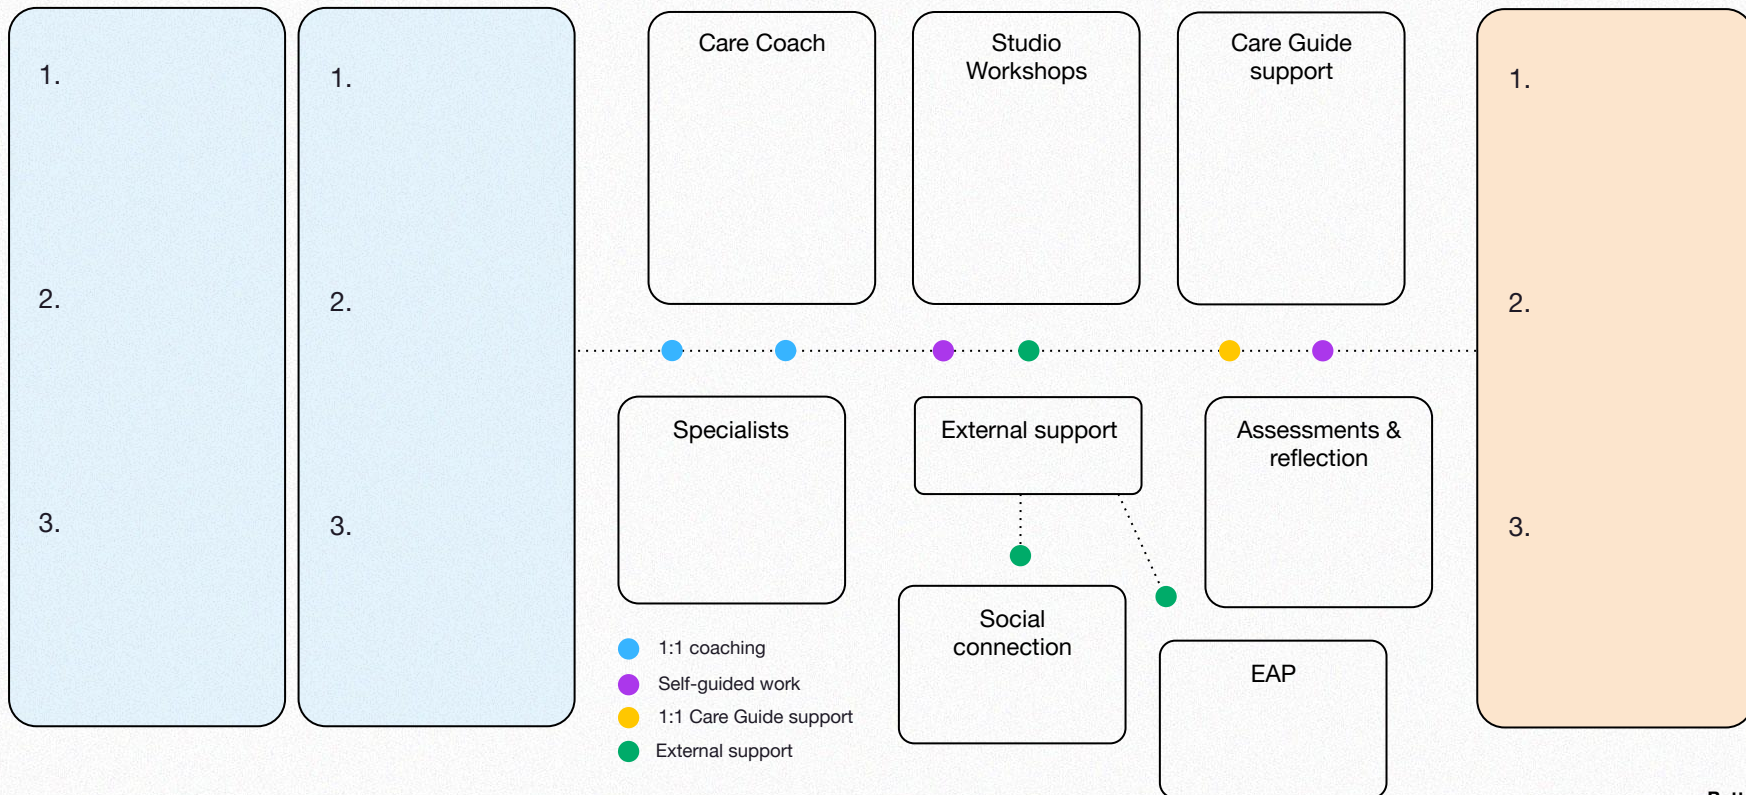 1.
2.
3.
1.
2.
3.
Care Coach
Studio
Workshops
Care Guide
support
Specialists
External support
Assessments &
reflection
Social
connection
EAP
1:1 coaching
Self-guided work
1:1 Care Guide support
External support
1.
2.
3.